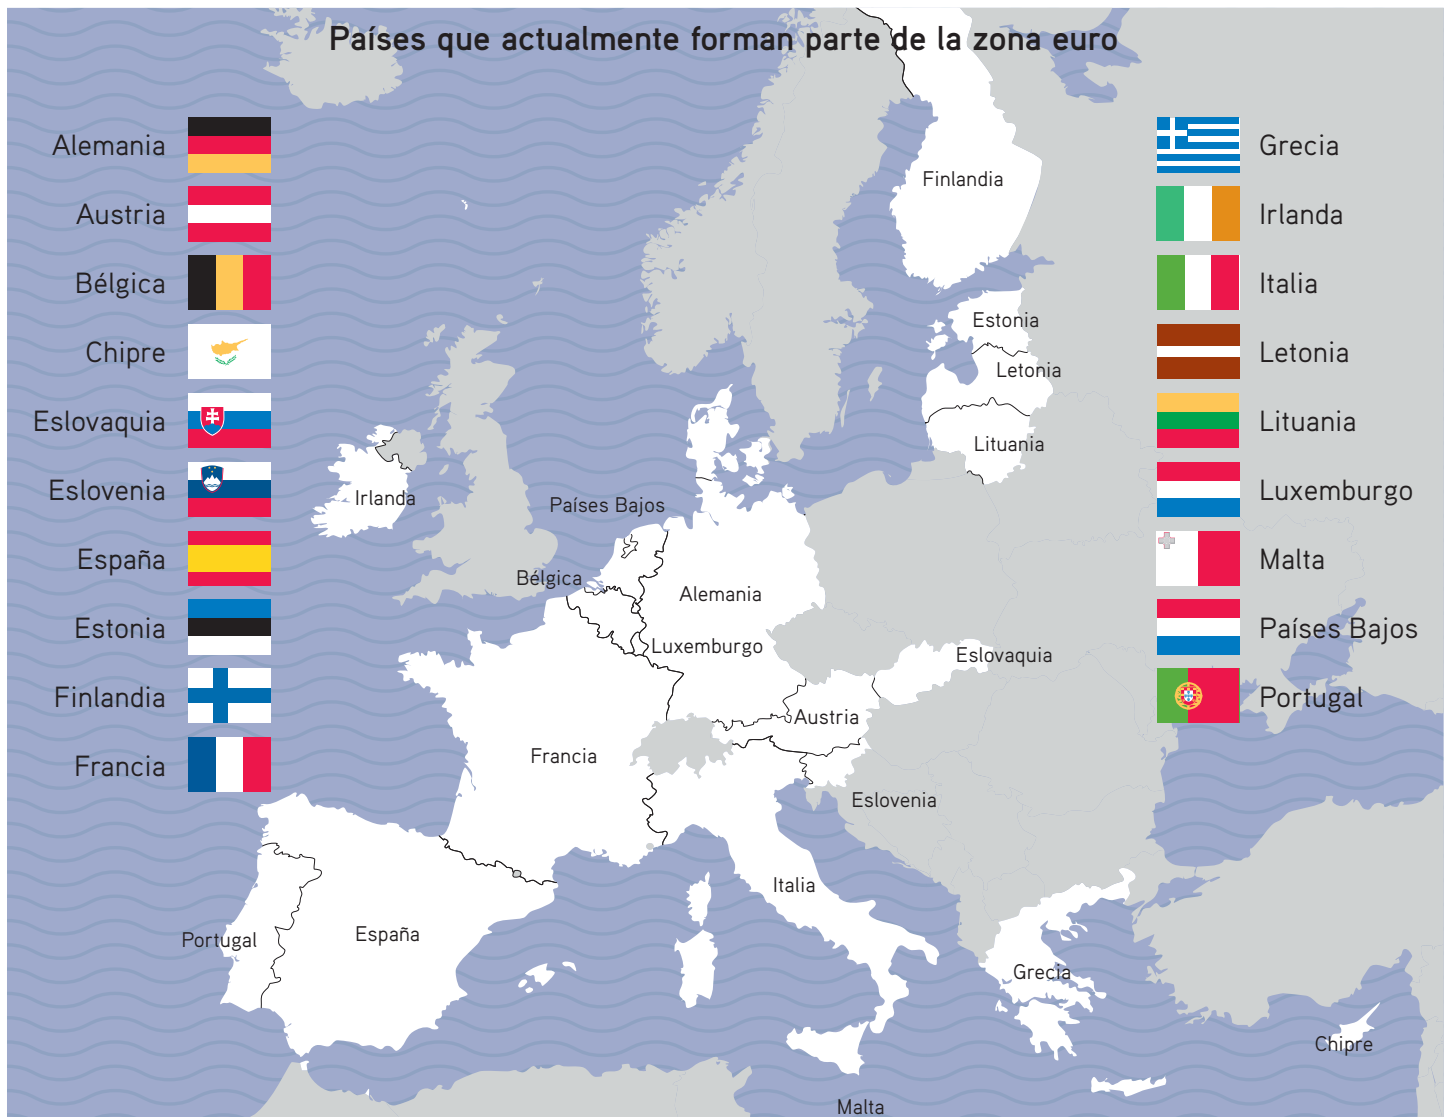 Países que actualmente forman parte de la zona euro
Alemania
Austria
Bélgica
Chipre
Eslovaquia
Eslovenia
España
Estonia
Finlandia
Francia
Grecia
Irlanda
Italia
Letonia
Lituania
Luxemburgo
Malta
Países Bajos
Portugal
Finlandia
Estonia
Letonia
Lituania
Irlanda
Países Bajos
Bélgica
Alemania
Luxemburgo
Eslovaquia
Austria
Francia
Eslovenia
Italia
Portugal
España
Grecia
Chipre
Malta